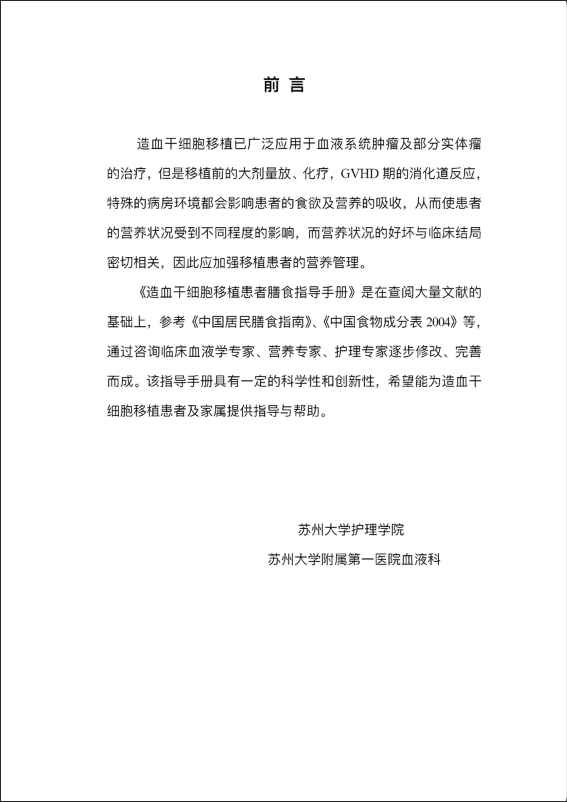 前 言
造血干细胞移植已广泛应用于血液系统肿瘤及部分实体瘤
的治疗，但是移植前的大剂量放、化疗，GVHD 期的消化道反应，
特殊的病房环境都会影响患者的食欲及营养的吸收，从而使患者
的营养状况受到不同程度的影响，而营养状况的好坏与临床结局
密切相关，因此应加强移植患者的营养管理。
《造血干细胞移植患者膳食指导手册》是在查阅大量文献的
基础上，参考《中国居民膳食指南》、《中国食物成分表 2004》等，
通过咨询临床血液学专家、营养专家、护理专家逐步修改、完善
而成。该指导手册具有一定的科学性和创新性，希望能为造血干
细胞移植患者及家属提供指导与帮助。
苏州大学护理学院
苏州大学附属第一医院血液科